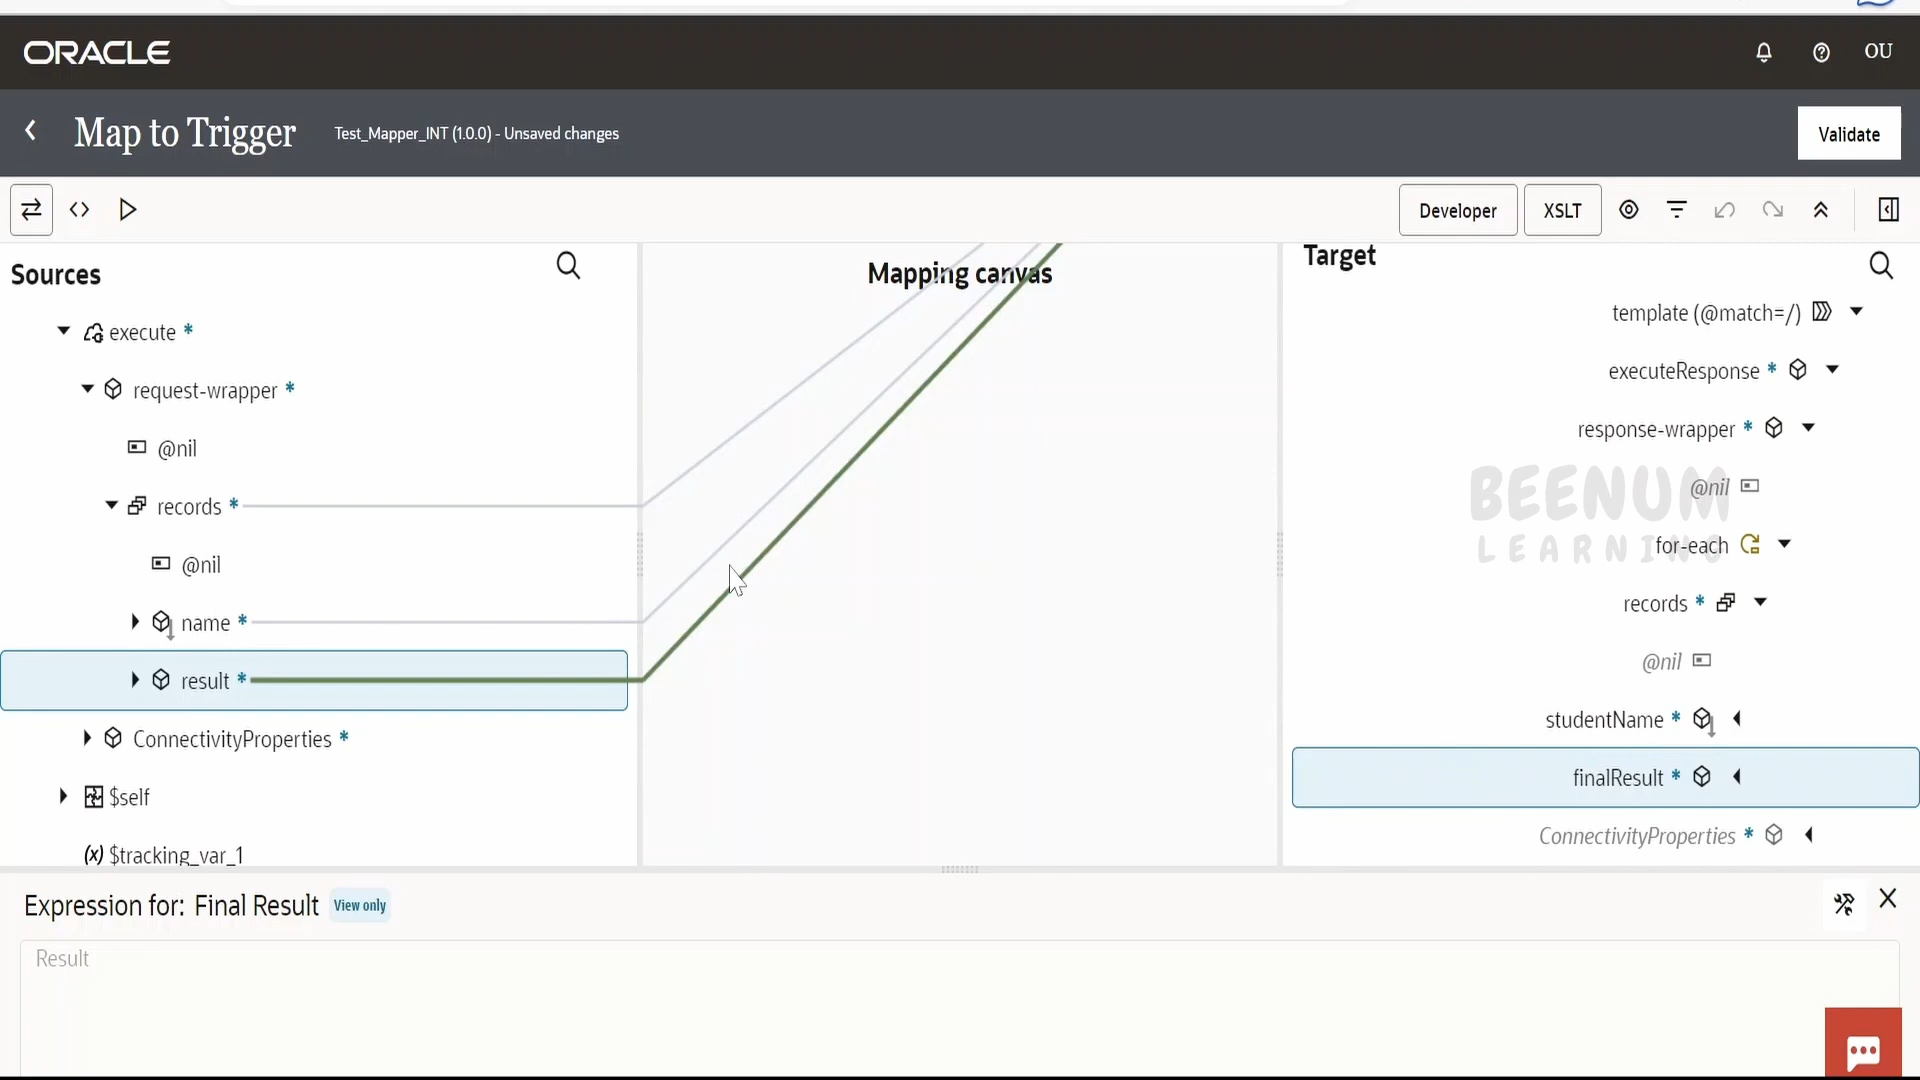 ORACLE
OU
Map to Trigger
Test_Mapper_INT (1.0.0) - Unsaved changes
Validate
Developer
XSLT
Sources
Mapping canvas
Target
execute *
template (@match=/)
request-wrapper *
executeResponse *
@nil
response-wrapper *
records *
@nil
BEENUM
LEARNING
@nil
for-each
name *
records *
result *
@nil
ConnectivityProperties *
studentName *
$self
finalResult *
(x) $tracking_var_1
ConnectivityProperties *
Expression for: Final Result
View only
Result